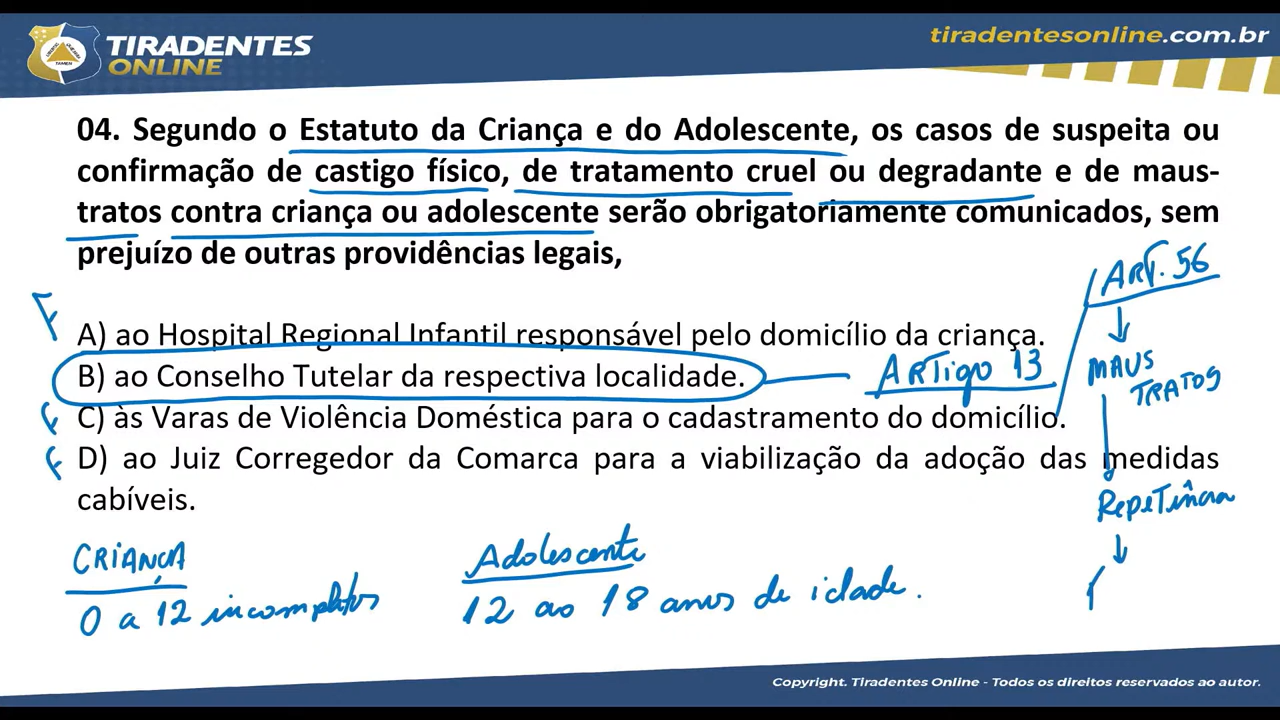 TIRADENTES
ONLINE
tiradentesonline.com.br
04. Segundo o Estatuto da Criança e do Adolescente, os casos de suspeita ou
confirmação de castigo físico, de tratamento cruel ou degradante e de maus-
tratos contra criança ou adolescente serão obrigatoriamente comunicados, sem
prejuízo de outras providências legais,
ART. 56
F
A) ao Hospital Regional Infantil responsável pelo domicílio da criança.
B) ao Conselho Tutelar da respectiva localidade.
ARTigo 13
MAUS
TRATOS
F
C) às Varas de Violência Doméstica para o cadastramento do domicílio.
F
D) ao Juiz Corregedor da Comarca para a viabilização da adoção das medidas
cabíveis.
RepeTência
CRIANÇA
0 a 12 incompletos
Adolescente
12 ao 18 anos de idade.
Copyright. Tiradentes Online - Todos os direitos reservados ao autor.